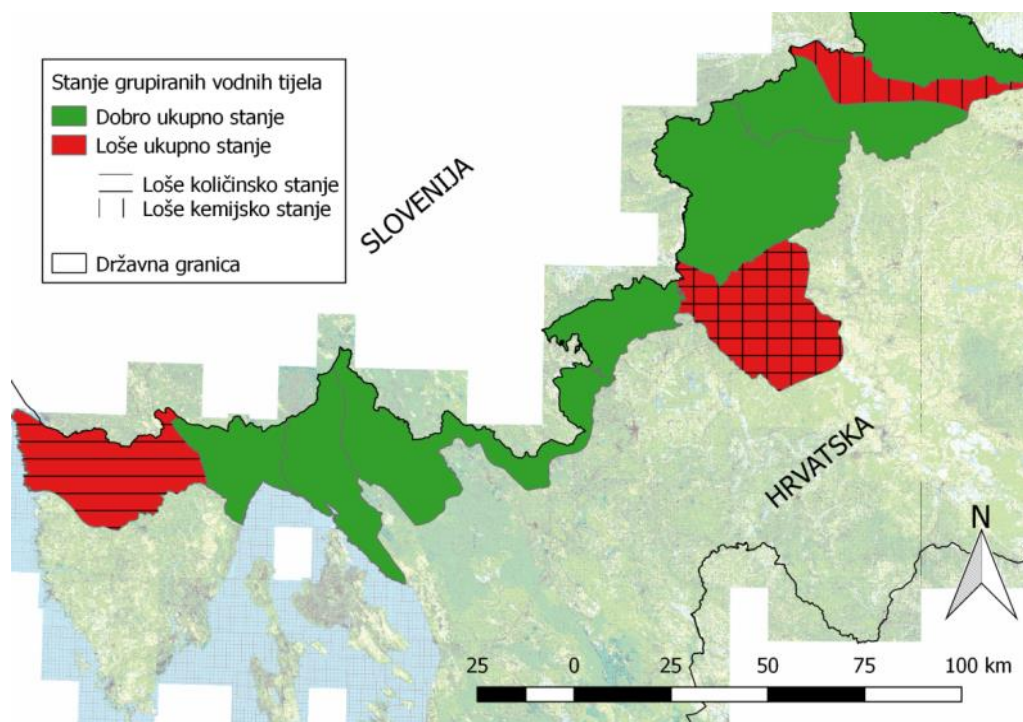 Stanje grupiranih vodnih tijela
Dobro ukupno stanje
Loše ukupno stanje
Loše količinsko stanje
Loše kemijsko stanje
Državna granica
SLOVENIJA
HRVATSKA
N
25 0 25 50 75 100 km